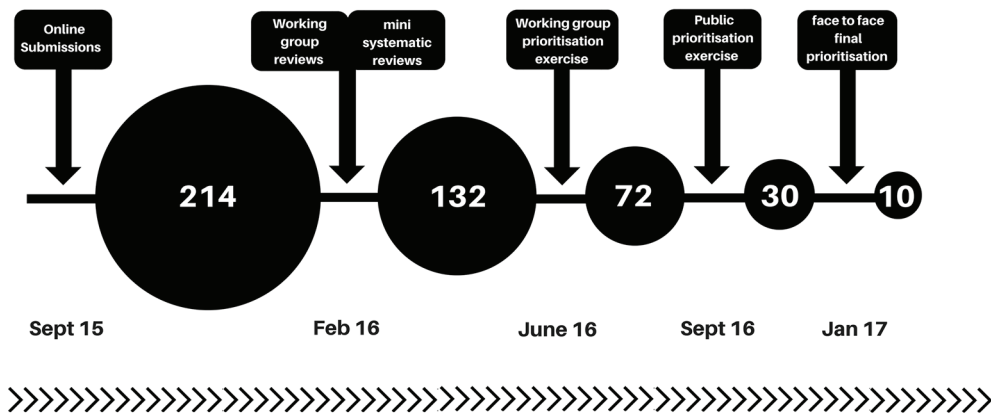 Online
Submissions
Working
group
reviews
mini
systematic
reviews
Working group
prioritisation
exercise
Public
prioritisation
exercise
face to face
final
prioritisation
214
132
72
30
10
Sept 15
Feb 16
June 16
Sept 16
Jan 17